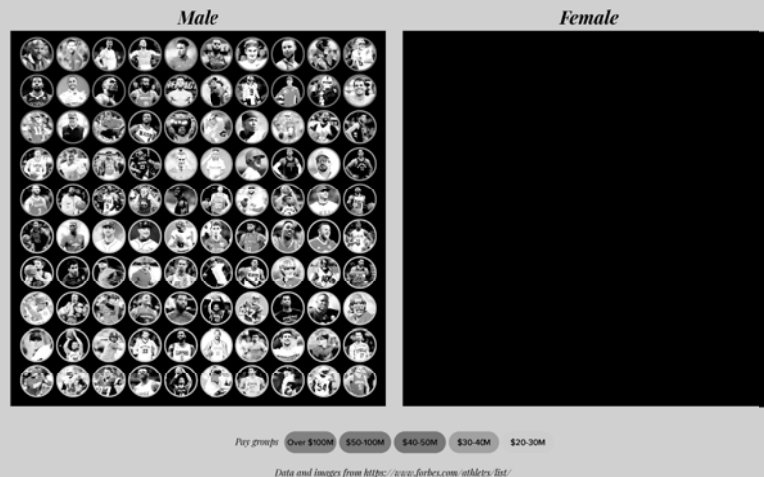 Male
Female
Pay groups Over $100M $50-100M $40-50M $30-40M $20-30M
Data and images from https://www.forbes.com/athletes/list/